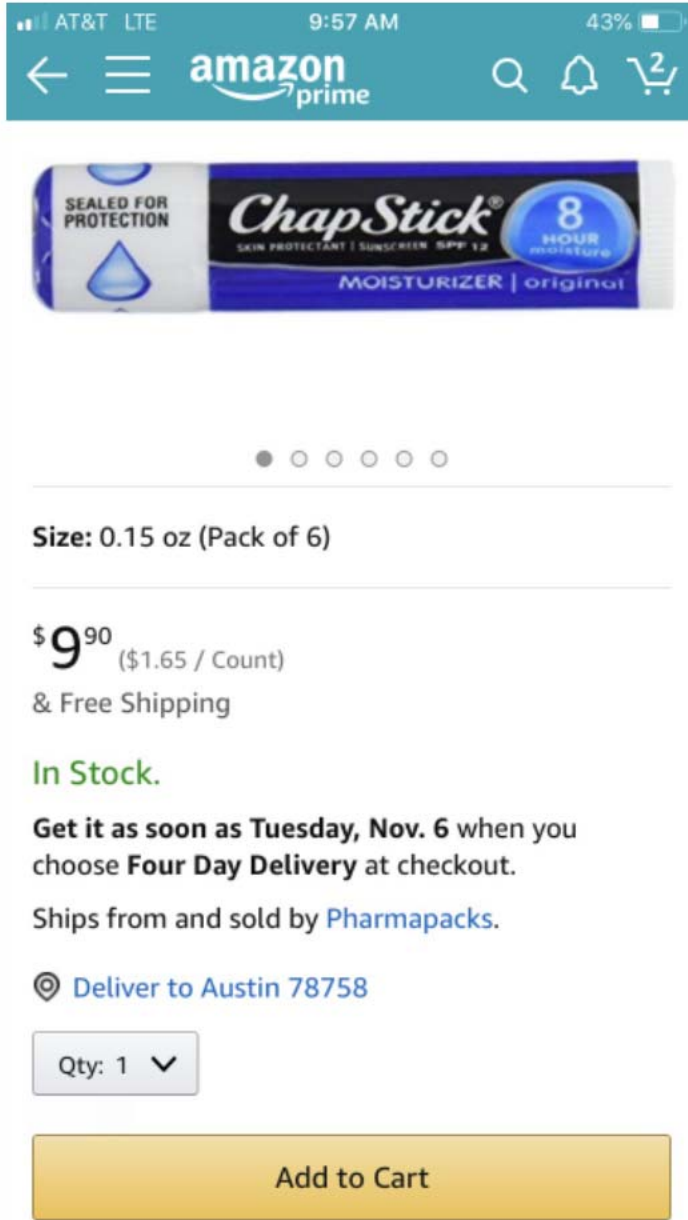 AT&T LTE 9:57 AM 43%
amazon 2
prime
SEALED FOR
PROTECTION
ChapStick®
SKIN PROTECTANT | SUNSCREEN SPF 12
8
HOUR
moisture
MOISTURIZER | original
Size: 0.15 oz (Pack of 6)
$9 90 ($1.65 / Count)
& Free Shipping
In Stock.
Get it as soon as Tuesday, Nov. 6 when you
choose Four Day Delivery at checkout.
Ships from and sold by Pharmapacks.
Deliver to Austin 78758
Qty: 1
Add to Cart